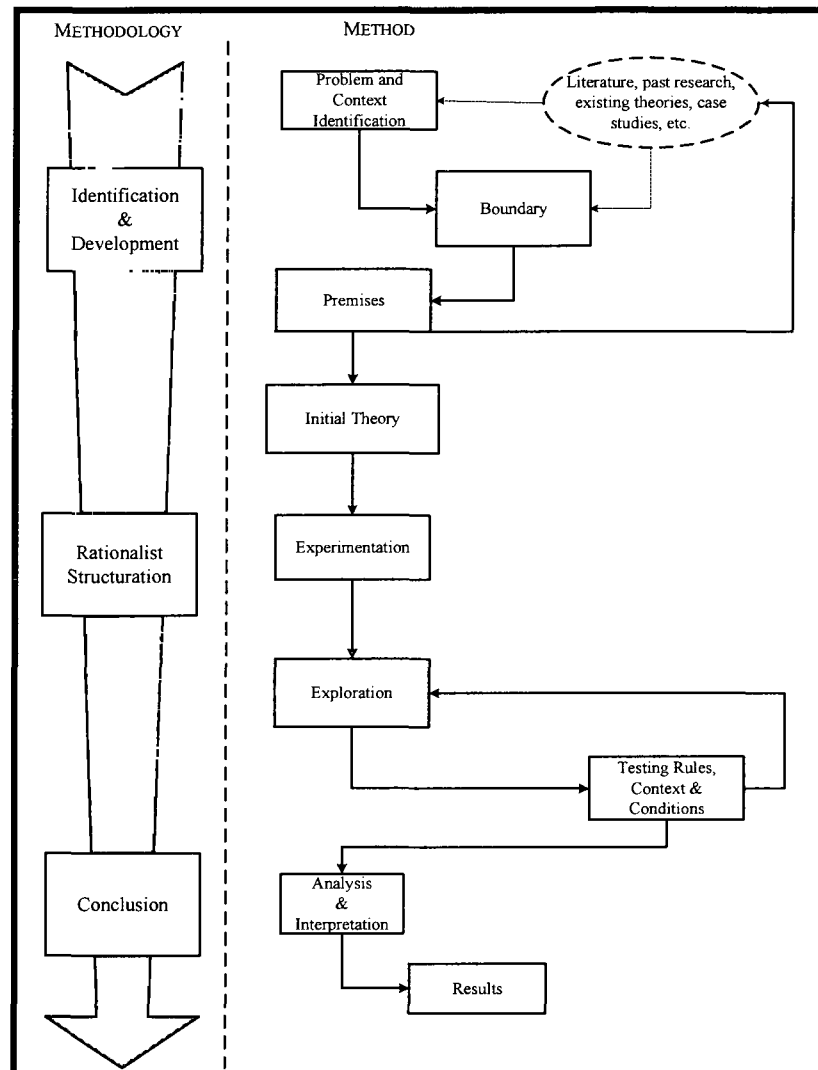 METHODOLOGY
METHOD
Problem and
Context
Identification
Literature, past research,
existing theories, case
studies, etc.
Identification
&
Development
Boundary
Premises
Initial Theory
Rationalist
Structuration
Experimentation
Exploration
Testing Rules,
Context &
Conditions
Conclusion
Analysis
&
Interpretation
Results